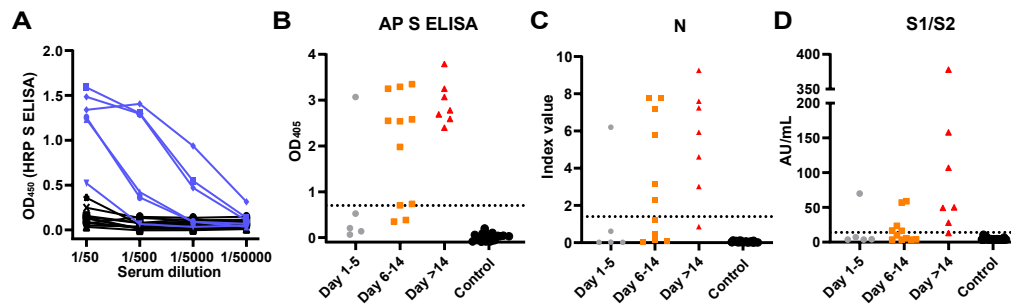 A
OD450 (HRP S ELISA)
2.0
1.5
1.0
0.5
0.0
1/50
1/500
1/5000
1/50000
Serum dilution
B
AP S ELISA
OD405
4
3
2
1
0
Day 1-5
Day 6-14
Day >14
Control
C
N
Index value
10
8
6
4
2
0
Day 1-5
Day 6-14
Day >14
Control
D
S1/S2
AU/mL
400
300
200
200
150
100
50
0
Day 1-5
Day 6-14
Day >14
Control